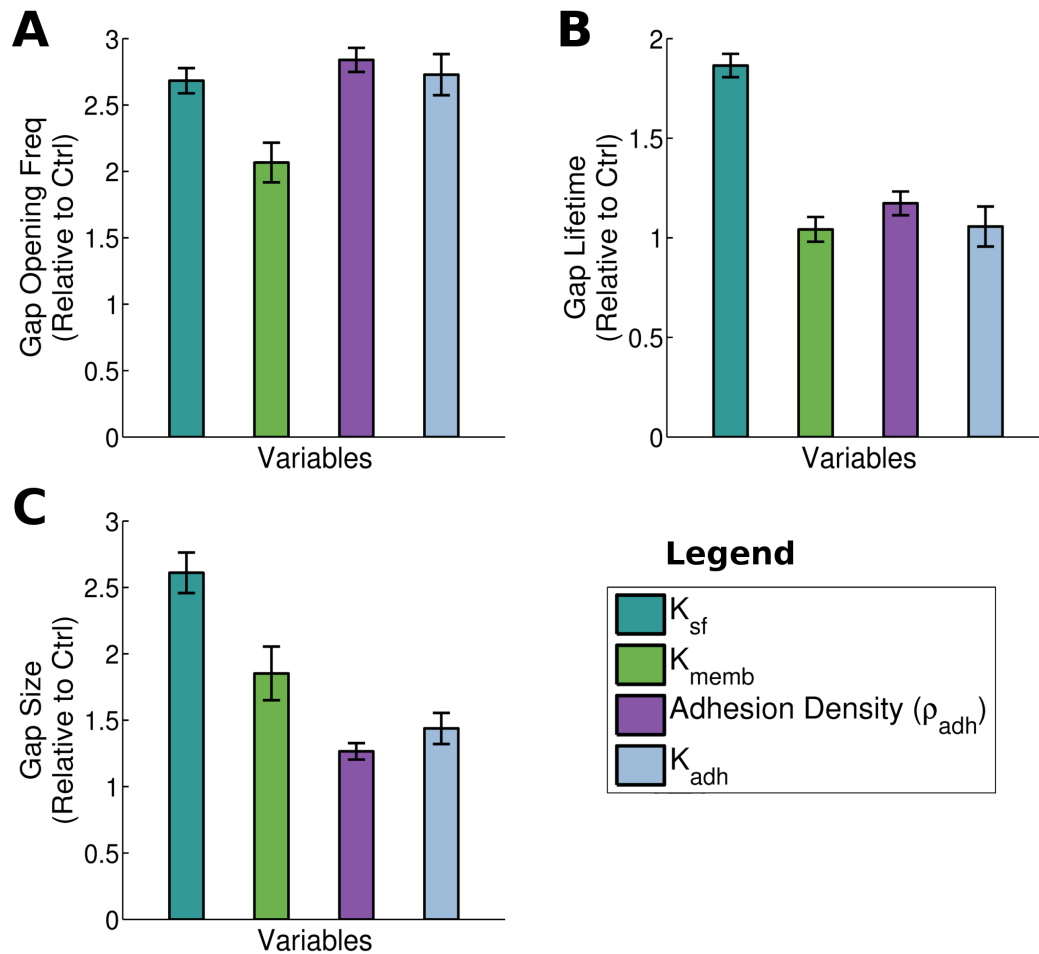 A
3
2.5
2
1.5
1
0.5
0
Gap Opening Freq
(Relative to Ctrl)
Variables
B
2
1.5
1
0.5
0
Gap Lifetime
(Relative to Ctrl)
Variables
C
3
2.5
2
1.5
1
0.5
0
Gap Size
(Relative to Ctrl)
Variables
Legend
K_sf
K_memb
Adhesion Density (ρ_adh)
K_adh